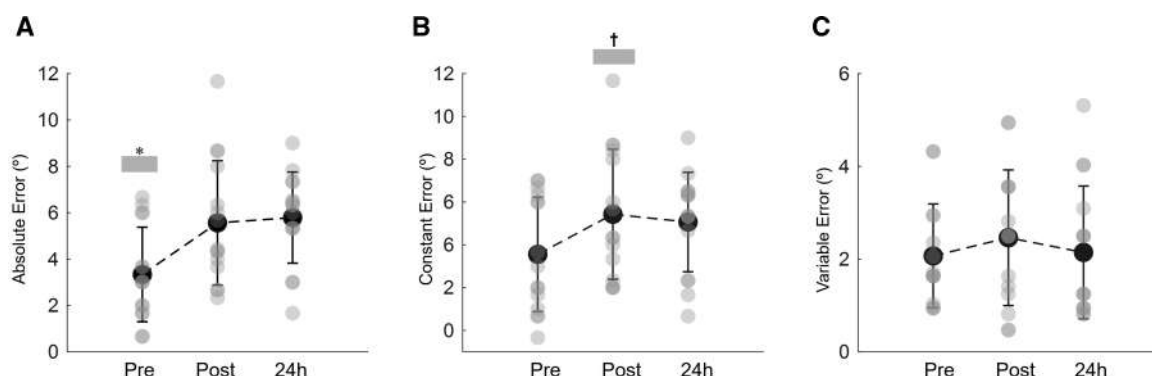 A
B
C
*
†
Absolute Error (°)
12
10
8
6
4
2
0
Pre Post 24h
Constant Error (°)
12
10
8
6
6
2
0
Pre Post 24h
Variable Error (°)
6
4
2
0
Pre Post 24h